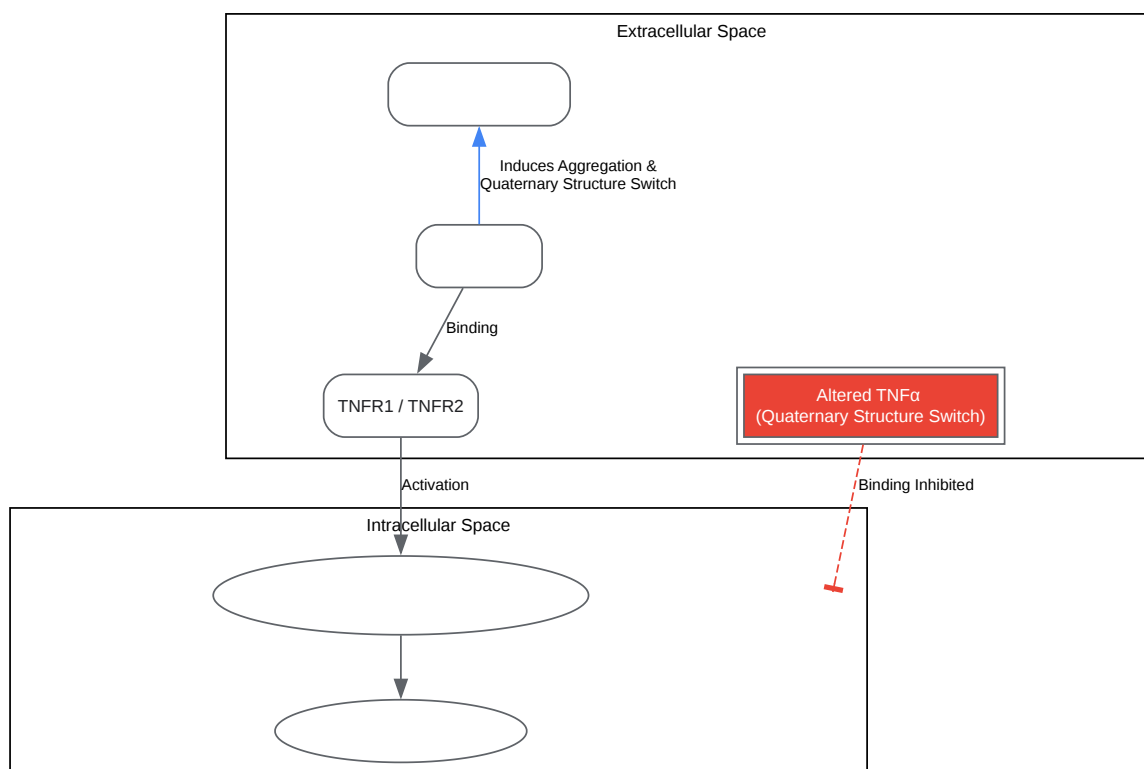 Extracellular Space
Induces Aggregation &
Quaternary Structure Switch
Binding
TNFR1 / TNFR2
Altered TNFα
(Quaternary Structure Switch)
Activation
Binding Inhibited
Intracellular Space